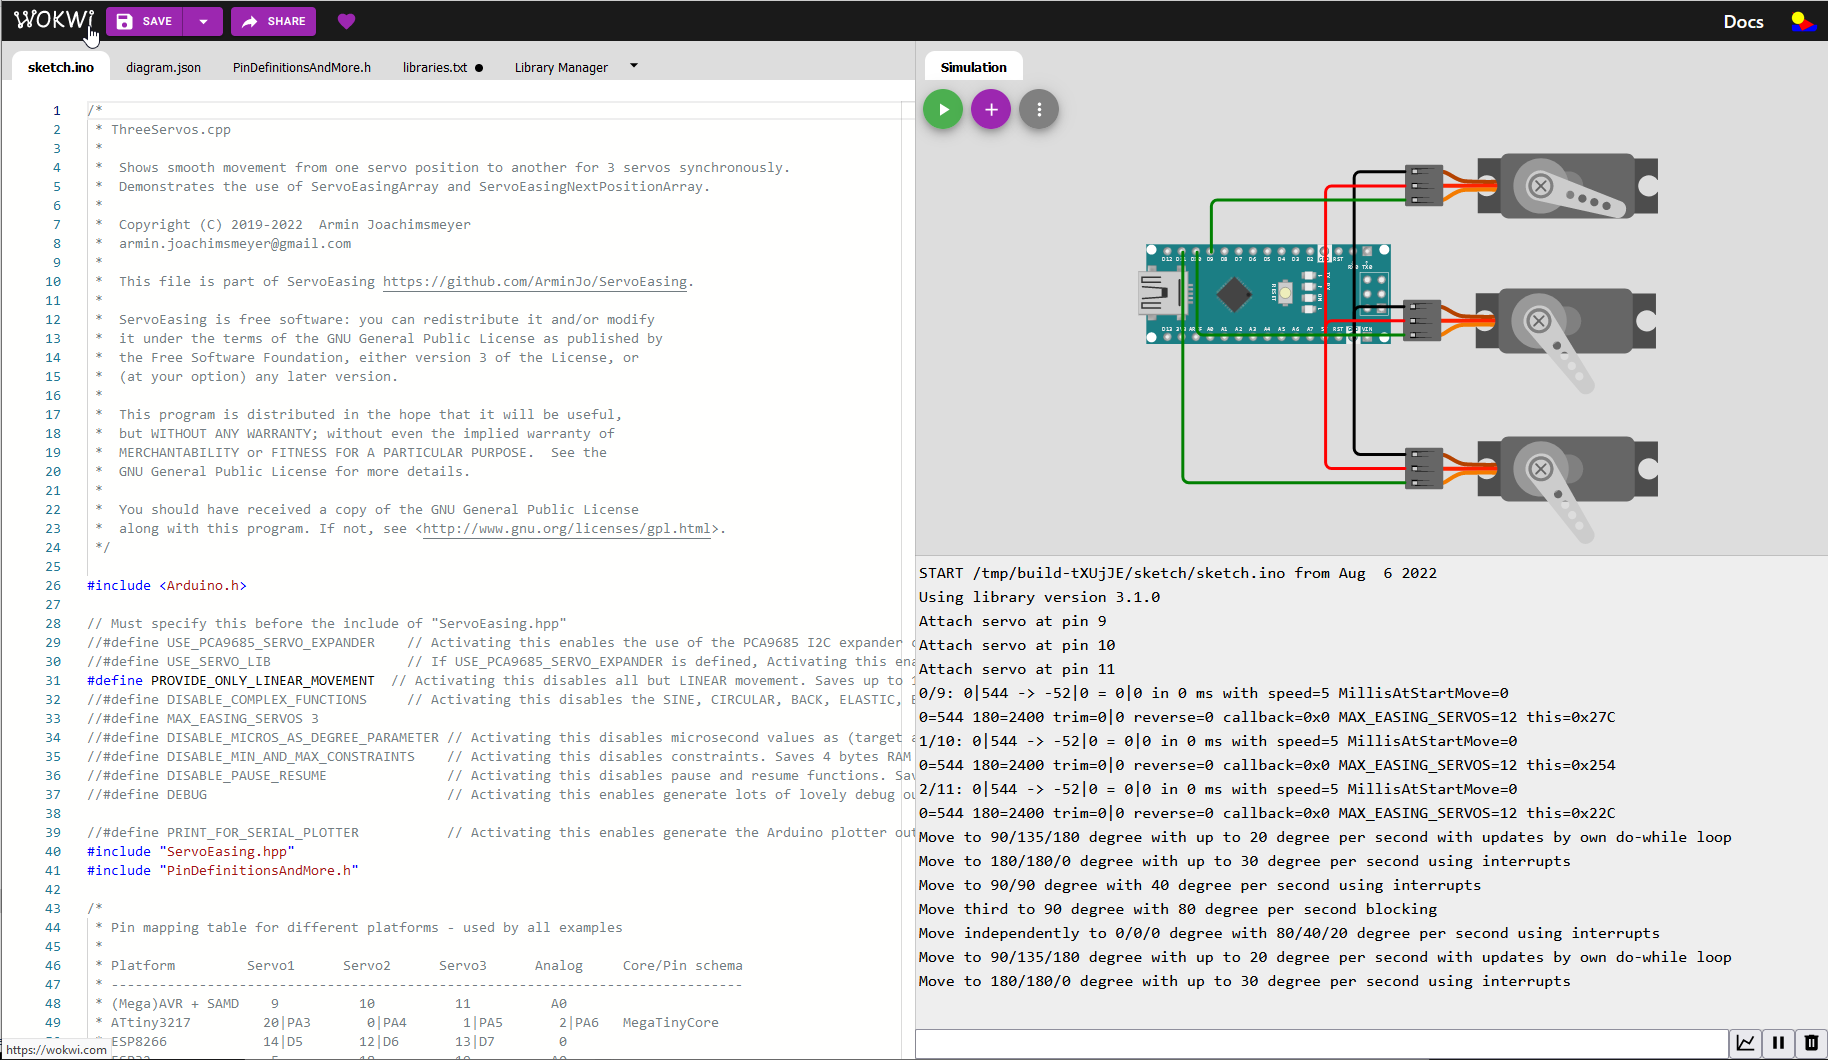 WOKWi SAVE SHARE Docs
sketch.ino diagram.json PinDefinitionsAndMore.h libraries.txt Library Manager
1 /*
2 * ThreeServos.cpp
3 *
4 * Shows smooth movement from one servo position to another for 3 servos synchronously.
5 * Demonstrates the use of ServoEasingArray and ServoEasingNextPositionArray.
6 *
7 * Copyright (C) 2019-2022 Armin Joachimsmeyer
8 * armin.joachimsmeyer@gmail.com
9 *
10 * This file is part of ServoEasing https://github.com/ArminJo/ServoEasing.
11 *
12 * ServoEasing is free software: you can redistribute it and/or modify
13 * it under the terms of the GNU General Public License as published by
14 * the Free Software Foundation, either version 3 of the License, or
15 * (at your option) any later version.
16 *
17 * This program is distributed in the hope that it will be useful,
18 * but WITHOUT ANY WARRANTY; without even the implied warranty of
19 * MERCHANTABILITY or FITNESS FOR A PARTICULAR PURPOSE. See the
20 * GNU General Public License for more details.
21 *
22 * You should have received a copy of the GNU General Public License
23 * along with this program. If not, see <http://www.gnu.org/licenses/gpl.html>.
24 */
25
26 #include <Arduino.h>
27
28 // Must specify this before the include of "ServoEasing.hpp"
29 //#define USE_PCA9685_SERVO_EXPANDER // Activating this enables the use of the PCA9685 I2C expander
30 //#define USE_SERVO_LIB // If USE_PCA9685_SERVO_EXPANDER is defined, Activating this ena
31 #define PROVIDE_ONLY_LINEAR_MOVEMENT // Activating this disables all but LINEAR movement. Saves up to
32 //#define DISABLE_COMPLEX_FUNCTIONS // Activating this disables the SINE, CIRCULAR, BACK, ELASTIC,
33 //#define MAX_EASING_SERVOS 3
34 //#define DISABLE_MICROS_AS_DEGREE_PARAMETER // Activating this disables microsecond values as (target
35 //#define DISABLE_MIN_AND_MAX_CONSTRAINTS // Activating this disables constraints. Saves 4 bytes RAM
36 //#define DISABLE_PAUSE_RESUME // Activating this disables pause and resume functions. Sav
37 //#define DEBUG // Activating this enables generate lots of lovely debug ou
38
39 //#define PRINT_FOR_SERIAL_PLOTTER // Activating this enables generate the Arduino plotter out
40 #include "ServoEasing.hpp"
41 #include "PinDefinitionsAndMore.h"
42
43 /*
44 * Pin mapping table for different platforms - used by all examples
45 *
46 * Platform Servo1 Servo2 Servo3 Analog Core/Pin schema
47 * -------------------------------------------------------------------------------
48 * (Mega)AVR + SAMD 9 10 11 A0
49 * ATtiny3217 20|PA3 0|PA4 1|PA5 2|PA6 MegaTinyCore
ESP8266 14|D5 12|D6 13|D7 0
https://wokwi.com
Simulation
D12 D9 D8 D7 D6 D5 D4 D3 D2 RST TX0
RESET
D13 A0 A1 A2 A3 A4 A5 A6 A7 RST VIN
START /tmp/build-tXUjJE/sketch/sketch.ino from Aug 6 2022
Using library version 3.1.0
Attach servo at pin 9
Attach servo at pin 10
Attach servo at pin 11
0/9: 0|544 -> -52|0 = 0|0 in 0 ms with speed=5 MillisAtStartMove=0
0=544 180=2400 trim=0|0 reverse=0 callback=0x0 MAX_EASING_SERVOS=12 this=0x27C
1/10: 0|544 -> -52|0 = 0|0 in 0 ms with speed=5 MillisAtStartMove=0
0=544 180=2400 trim=0|0 reverse=0 callback=0x0 MAX_EASING_SERVOS=12 this=0x254
2/11: 0|544 -> -52|0 = 0|0 in 0 ms with speed=5 MillisAtStartMove=0
0=544 180=2400 trim=0|0 reverse=0 callback=0x0 MAX_EASING_SERVOS=12 this=0x22C
Move to 90/135/180 degree with up to 20 degree per second with updates by own do-while loop
Move to 180/180/0 degree with up to 30 degree per second using interrupts
Move to 90/90 degree with 40 degree per second using interrupts
Move third to 90 degree with 80 degree per second blocking
Move independently to 0/0/0 degree with 80/40/20 degree per second using interrupts
Move to 90/135/180 degree with up to 20 degree per second with updates by own do-while loop
Move to 180/180/0 degree with up to 30 degree per second using interrupts